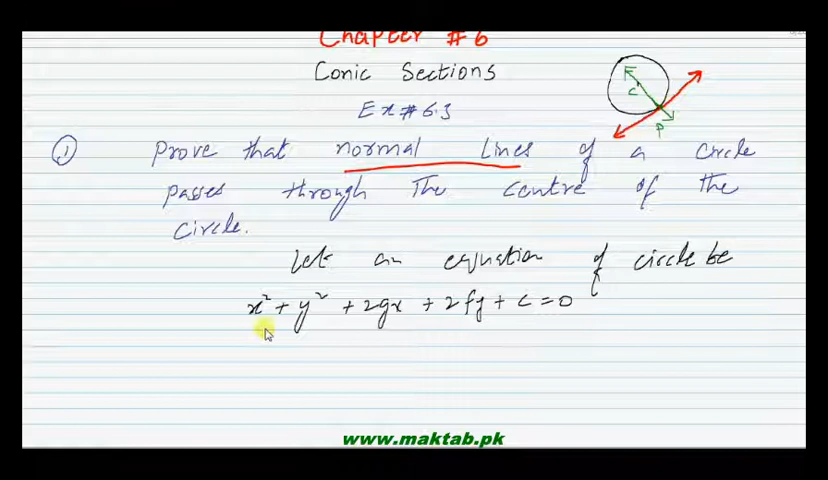 Chapter #6
Conic Sections
Ex # 6.3
C
P
① Prove that normal lines of a circle
passes through the centre of the
circle.
Let an equation of circle be
x² + y² + 2gx + 2fy + c = 0
www.maktab.pk